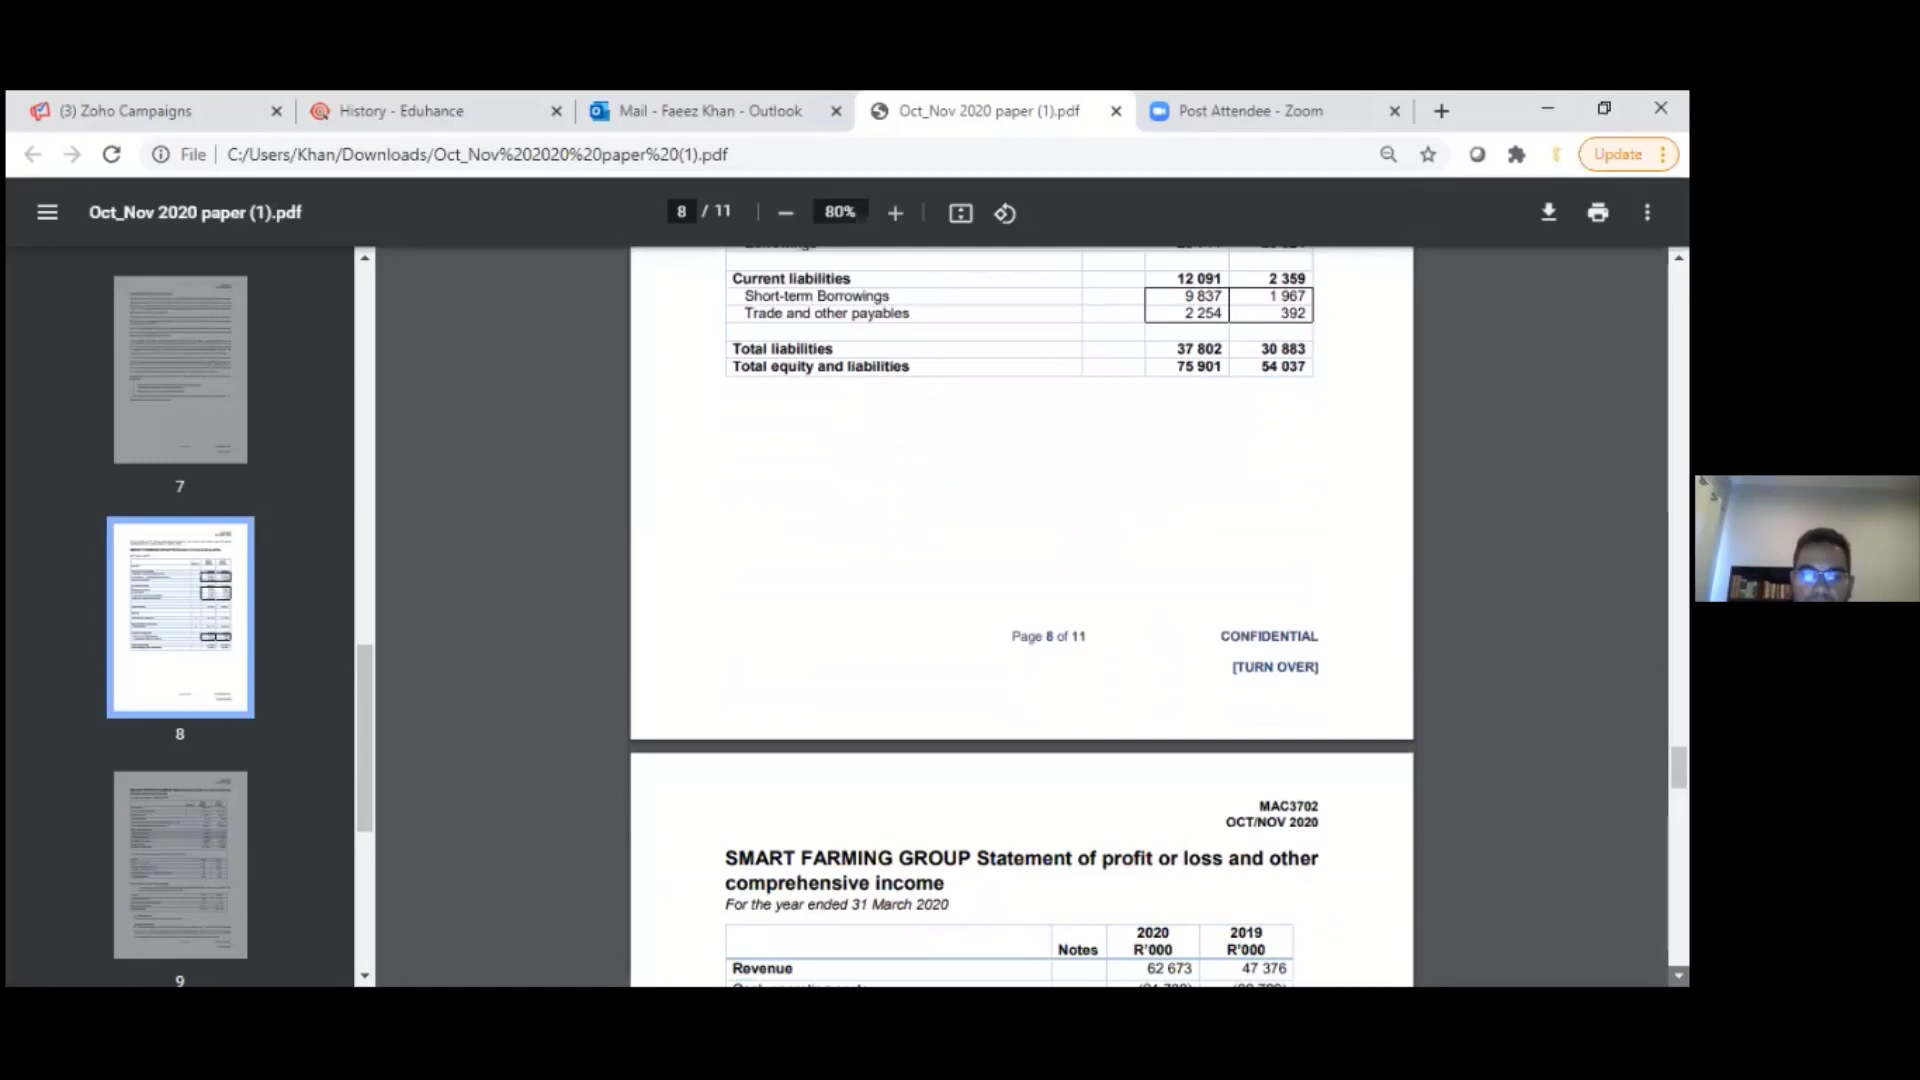 (3) Zoho Campaigns
History - Eduhance
Mail - Faeez Khan - Outlook
Oct_Nov 2020 paper (1).pdf
Post Attendee - Zoom
File
C:/Users/Khan/Downloads/Oct_Nov%202020%20paper%20(1).pdf
Update
Oct_Nov 2020 paper (1).pdf
8 / 11
80%
7
8
9
Current liabilities 12 091 2 359
Short-term Borrowings 9 837 1 967
Trade and other payables 2 254 392
Total liabilities 37 802 30 883
Total equity and liabilities 75 901 54 037
Page 8 of 11 CONFIDENTIAL
[TURN OVER]
MAC3702
OCT/NOV 2020
SMART FARMING GROUP Statement of profit or loss and other
comprehensive income
For the year ended 31 March 2020
2020 2019
Notes R'000 R'000
Revenue 62 673 47 376